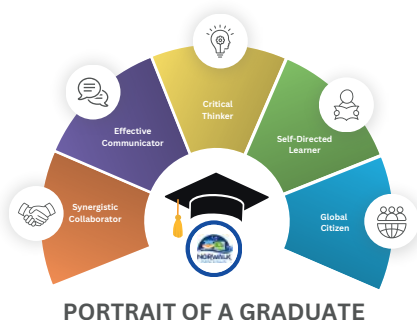 Critical
Thinker
Effective
Communicator
Self-Directed
Learner
Synergistic
Collaborator
Global
Citizen
NORWALK
PORTRAIT OF A GRADUATE